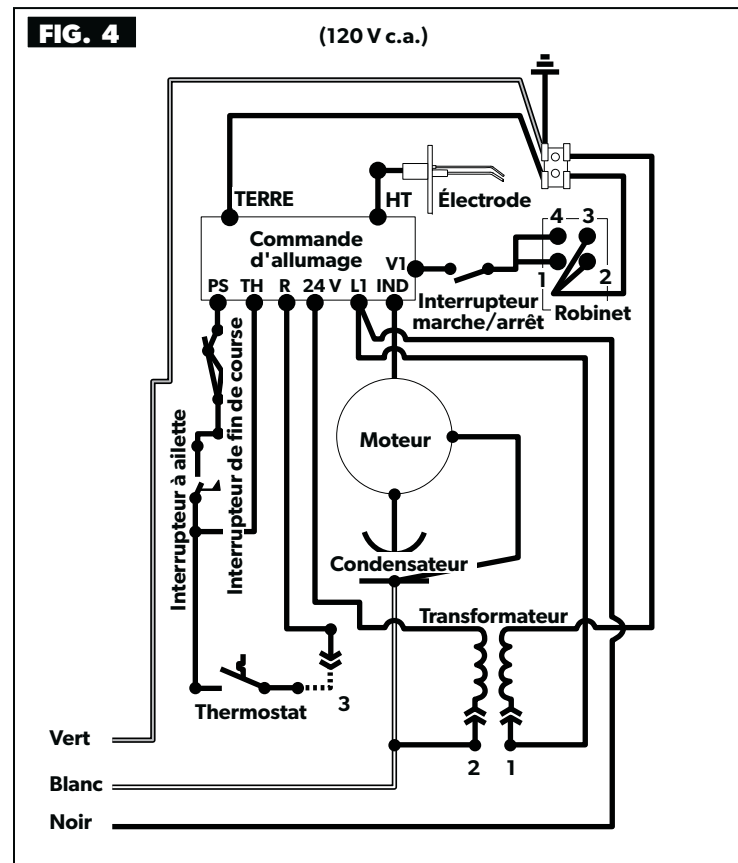 FIG. 4
(120 V c.a.)
TERRE
HT
Électrode
Commande
d'allumage
V1
4 3
1
2
PS TH R 24 V L1 IND
Interrupteur
marche/arrêt
Robinet
Interrupteur à ailette
Interrupteur de fin de course
Moteur
Condensateur
Transformateur
Thermostat
3
2 1
Vert
Blanc
Noir